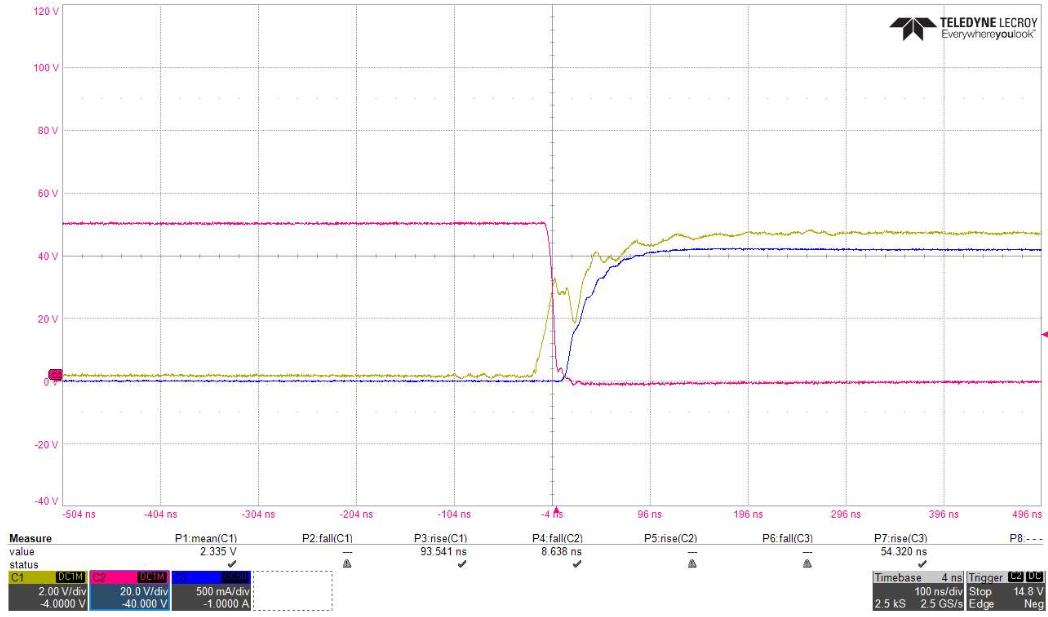 120 V
TELEDYNE LECROY
Everywhereyoulook™
100 V
80 V
60 V
40 V
20 V
0 V
-20 V
-40 V
-504 ns -404 ns -304 ns -204 ns -104 ns -4 ns 96 ns 196 ns 296 ns 396 ns 496 ns
Measure P1:mean(C1) P2:fall(C1) P3:rise(C1) P4:fall(C2) P5:rise(C2) P6:fall(C3) P7:rise(C3) P8:- - -
value 2.335 V --- 93.541 ns 8.638 ns --- --- 54.320 ns
status
C1 DC1M C2 DC1M Timebase 4 ns Trigger C2 DC
2.00 V/div 20.0 V/div 500 mA/div 100 ns/div Stop 14.8 V
-4.0000 V -40.000 V -1.0000 A 2.5 kS 2.5 GS/s Edge Neg